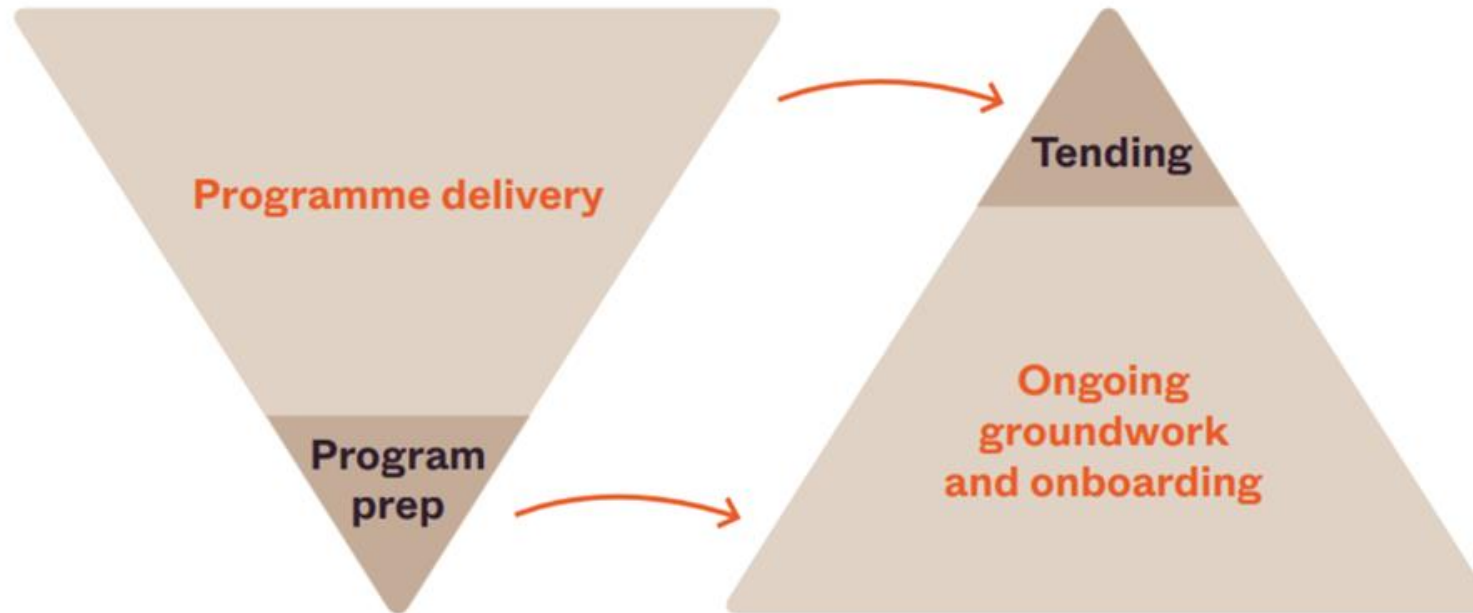 Programme delivery
Program
prep
Tending
Ongoing
groundwork
and onboarding